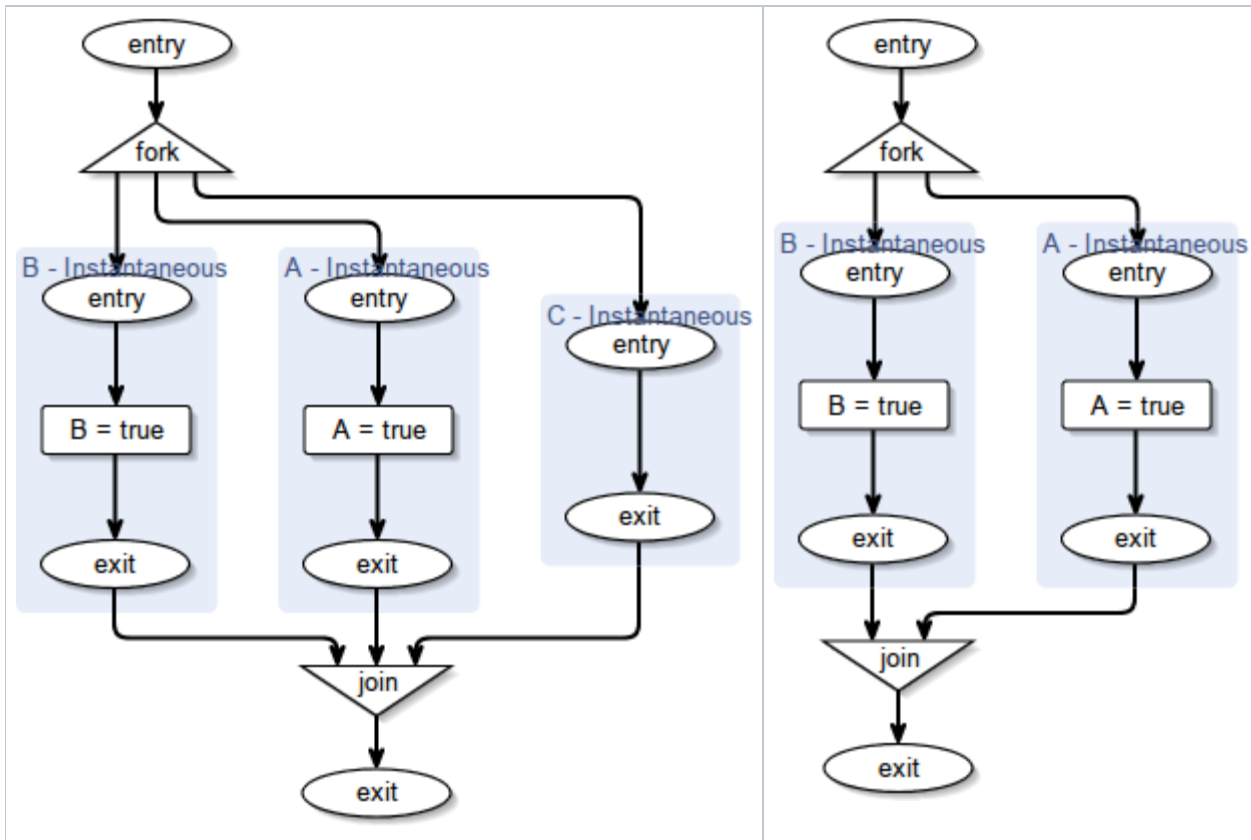 entry
fork
B - Instantaneous
entry
B = true
exit
A - Instantaneous
entry
A = true
exit
C - Instantaneous
entry
exit
join
exit
entry
fork
B - Instantaneous
entry
B = true
exit
A - Instantaneous
entry
A = true
exit
join
exit